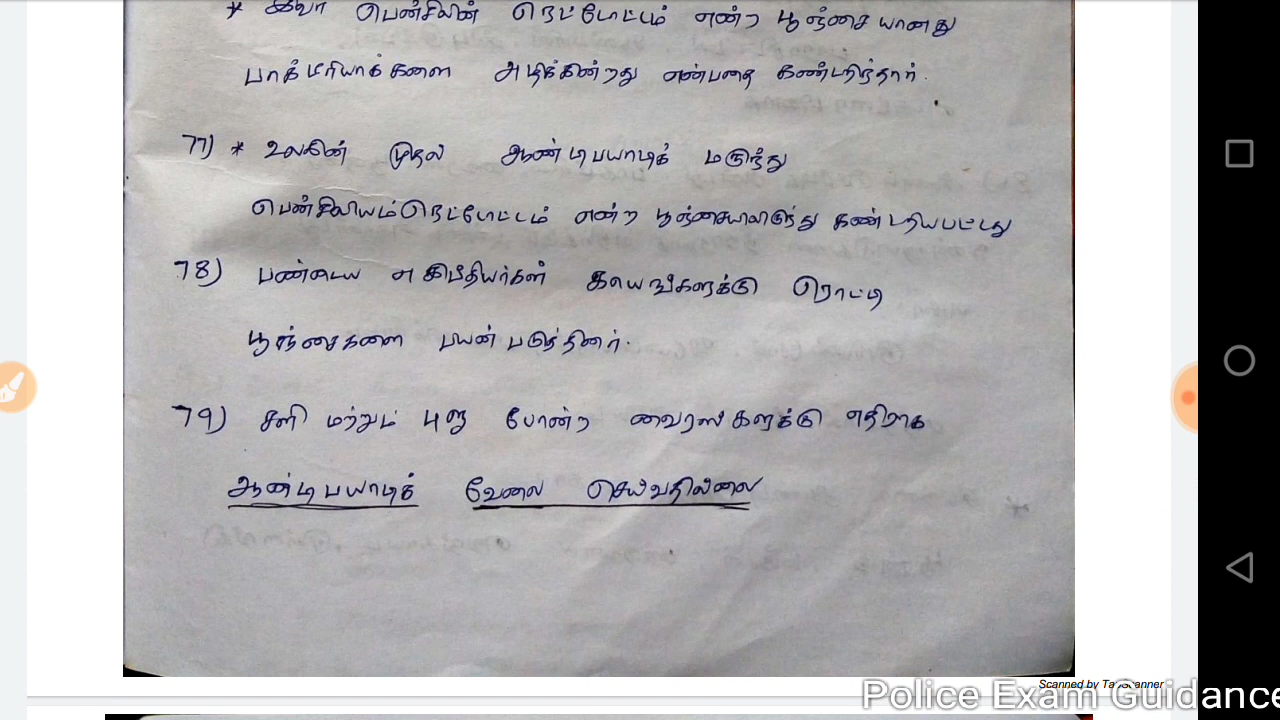 * இவர் பென்சிலின் நெட்டேட்டம் என்ற பூஞ்சை யானது
பாக்டீரியாக்களை அழிக்கின்றது என்பதை கண்டறிந்தார்.
77) * உலகின் முதல் ஆண்டிபயாடிக் மருந்து
பென்சிலியம்நெட்டேட்டம் என்ற பூஞ்சையிலிருந்து கண்டறியபட்டது
78) பண்டைய எகிப்தியர்கள் காயங்களுக்கு ரொட்டி
பூஞ்சைகளை பயன் படுத்தினர்.
79) சளி மற்றும் புளு போன்ற வைரஸ்களுக்கு எதிராக
ஆண்டிபயாடிக் வேலை செய்வதில்லை
Scanned by TapScanner
Police Exam Guidance